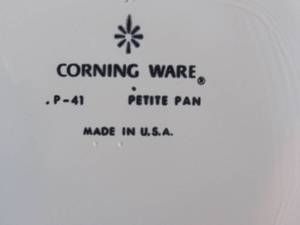 CORNING WARE®
.P-41 PETITE PAN
MADE IN U.S.A.